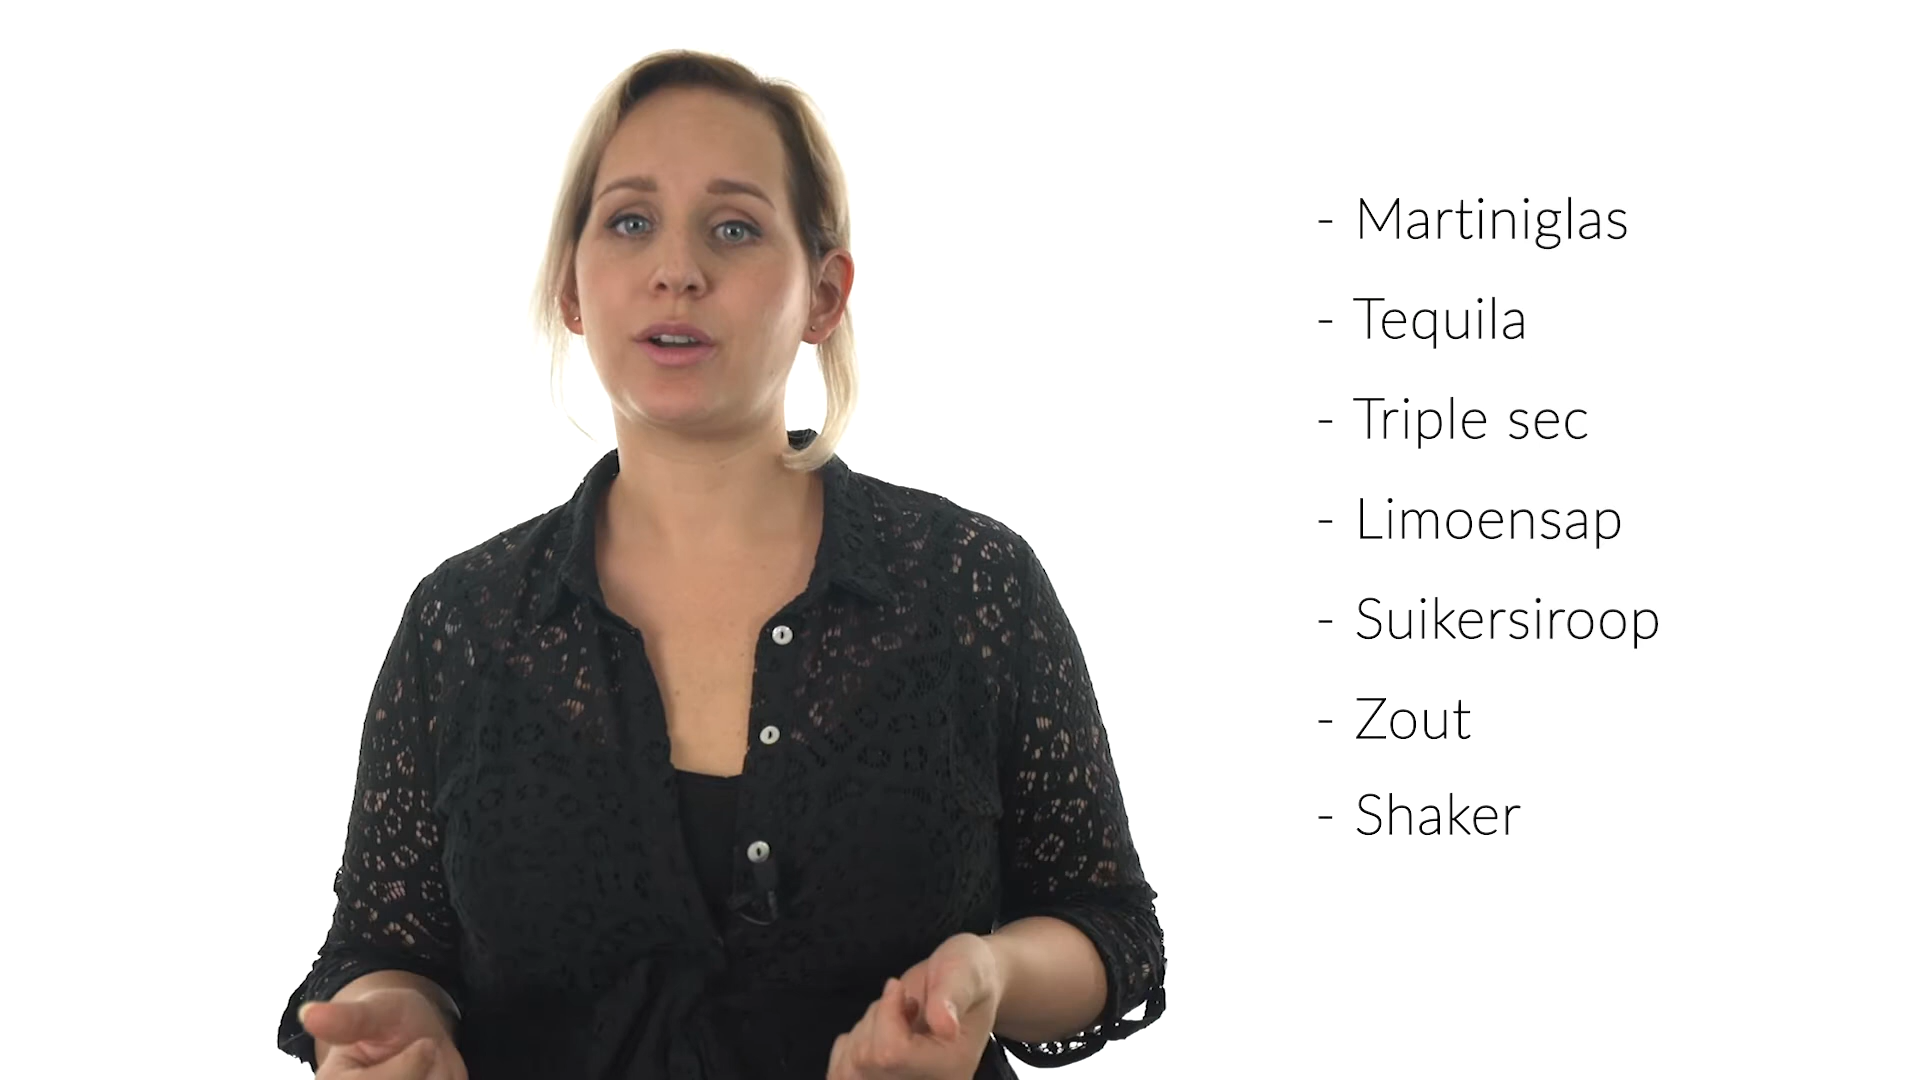 - Martiniglas
- Tequila
- Triple sec
- Limoensap
- Suikersiroop
- Zout
- Shaker